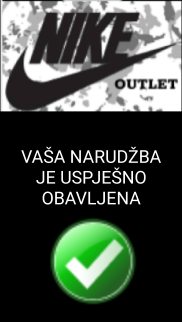 NIKE
OUTLET
VAŠA NARUDŽBA
JE USPJEŠNO
OBAVLJENA